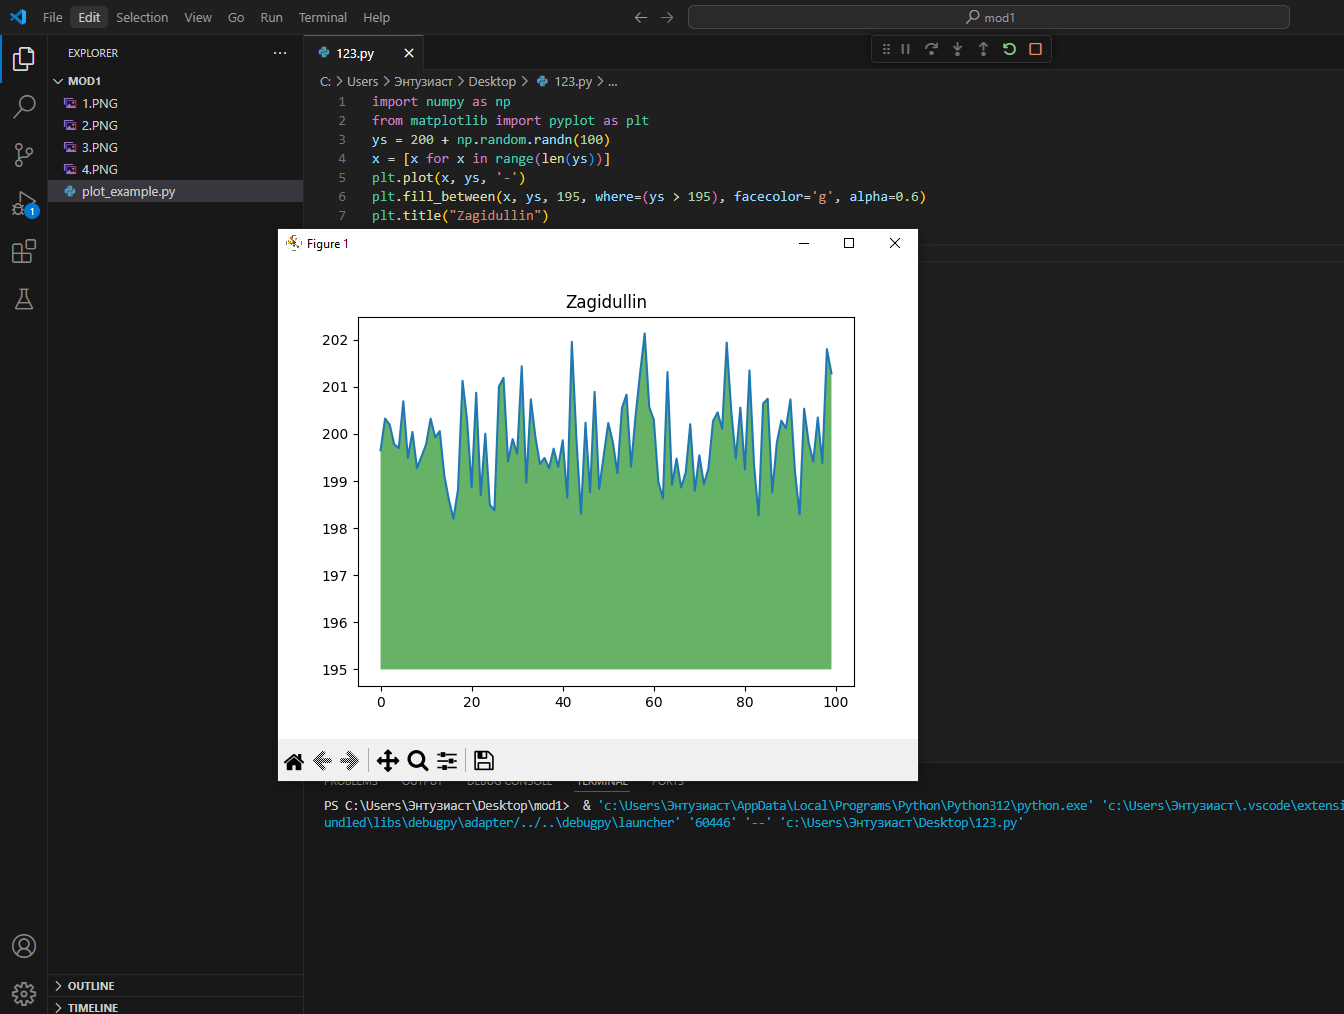 File Edit Selection View Go Run Terminal Help
mod1
EXPLORER
MOD1
1.PNG
2.PNG
3.PNG
4.PNG
plot_example.py
1
OUTLINE
TIMELINE
123.py
C: > Users > Энтузиаст > Desktop > 123.py > ...
1 import numpy as np
2 from matplotlib import pyplot as plt
3 ys = 200 + np.random.randn(100)
4 x = [x for x in range(len(ys))]
5 plt.plot(x, ys, '-')
6 plt.fill_between(x, ys, 195, where=(ys > 195), facecolor='g', alpha=0.6)
7 plt.title("Zagidullin")
Figure 1
Zagidullin
202
201
200
199
198
197
196
195
0 20 40 60 80 100
PROBLEMS OUTPUT DEBUG CONSOLE TERMINAL PORTS
PS C:\Users\Энтузиаст\Desktop\mod1> & 'c:\Users\Энтузиаст\AppData\Local\Programs\Python\Python312\python.exe' 'c:\Users\Энтузиаст\.vscode\extensi
undled\libs\debugpy\adapter/../..\debugpy\launcher' '60446' '--' 'c:\Users\Энтузиаст\Desktop\123.py'